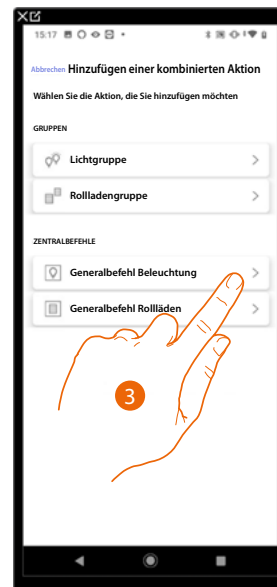 15:17
Abbrechen Hinzufügen einer kombinierten Aktion
Wählen Sie die Aktion, die Sie hinzufügen möchten
GRUPPEN
Lichtgruppe
Rollladengruppe
ZENTRALBEFEHLE
Generalbefehl Beleuchtung
Generalbefehl Rollläden
3